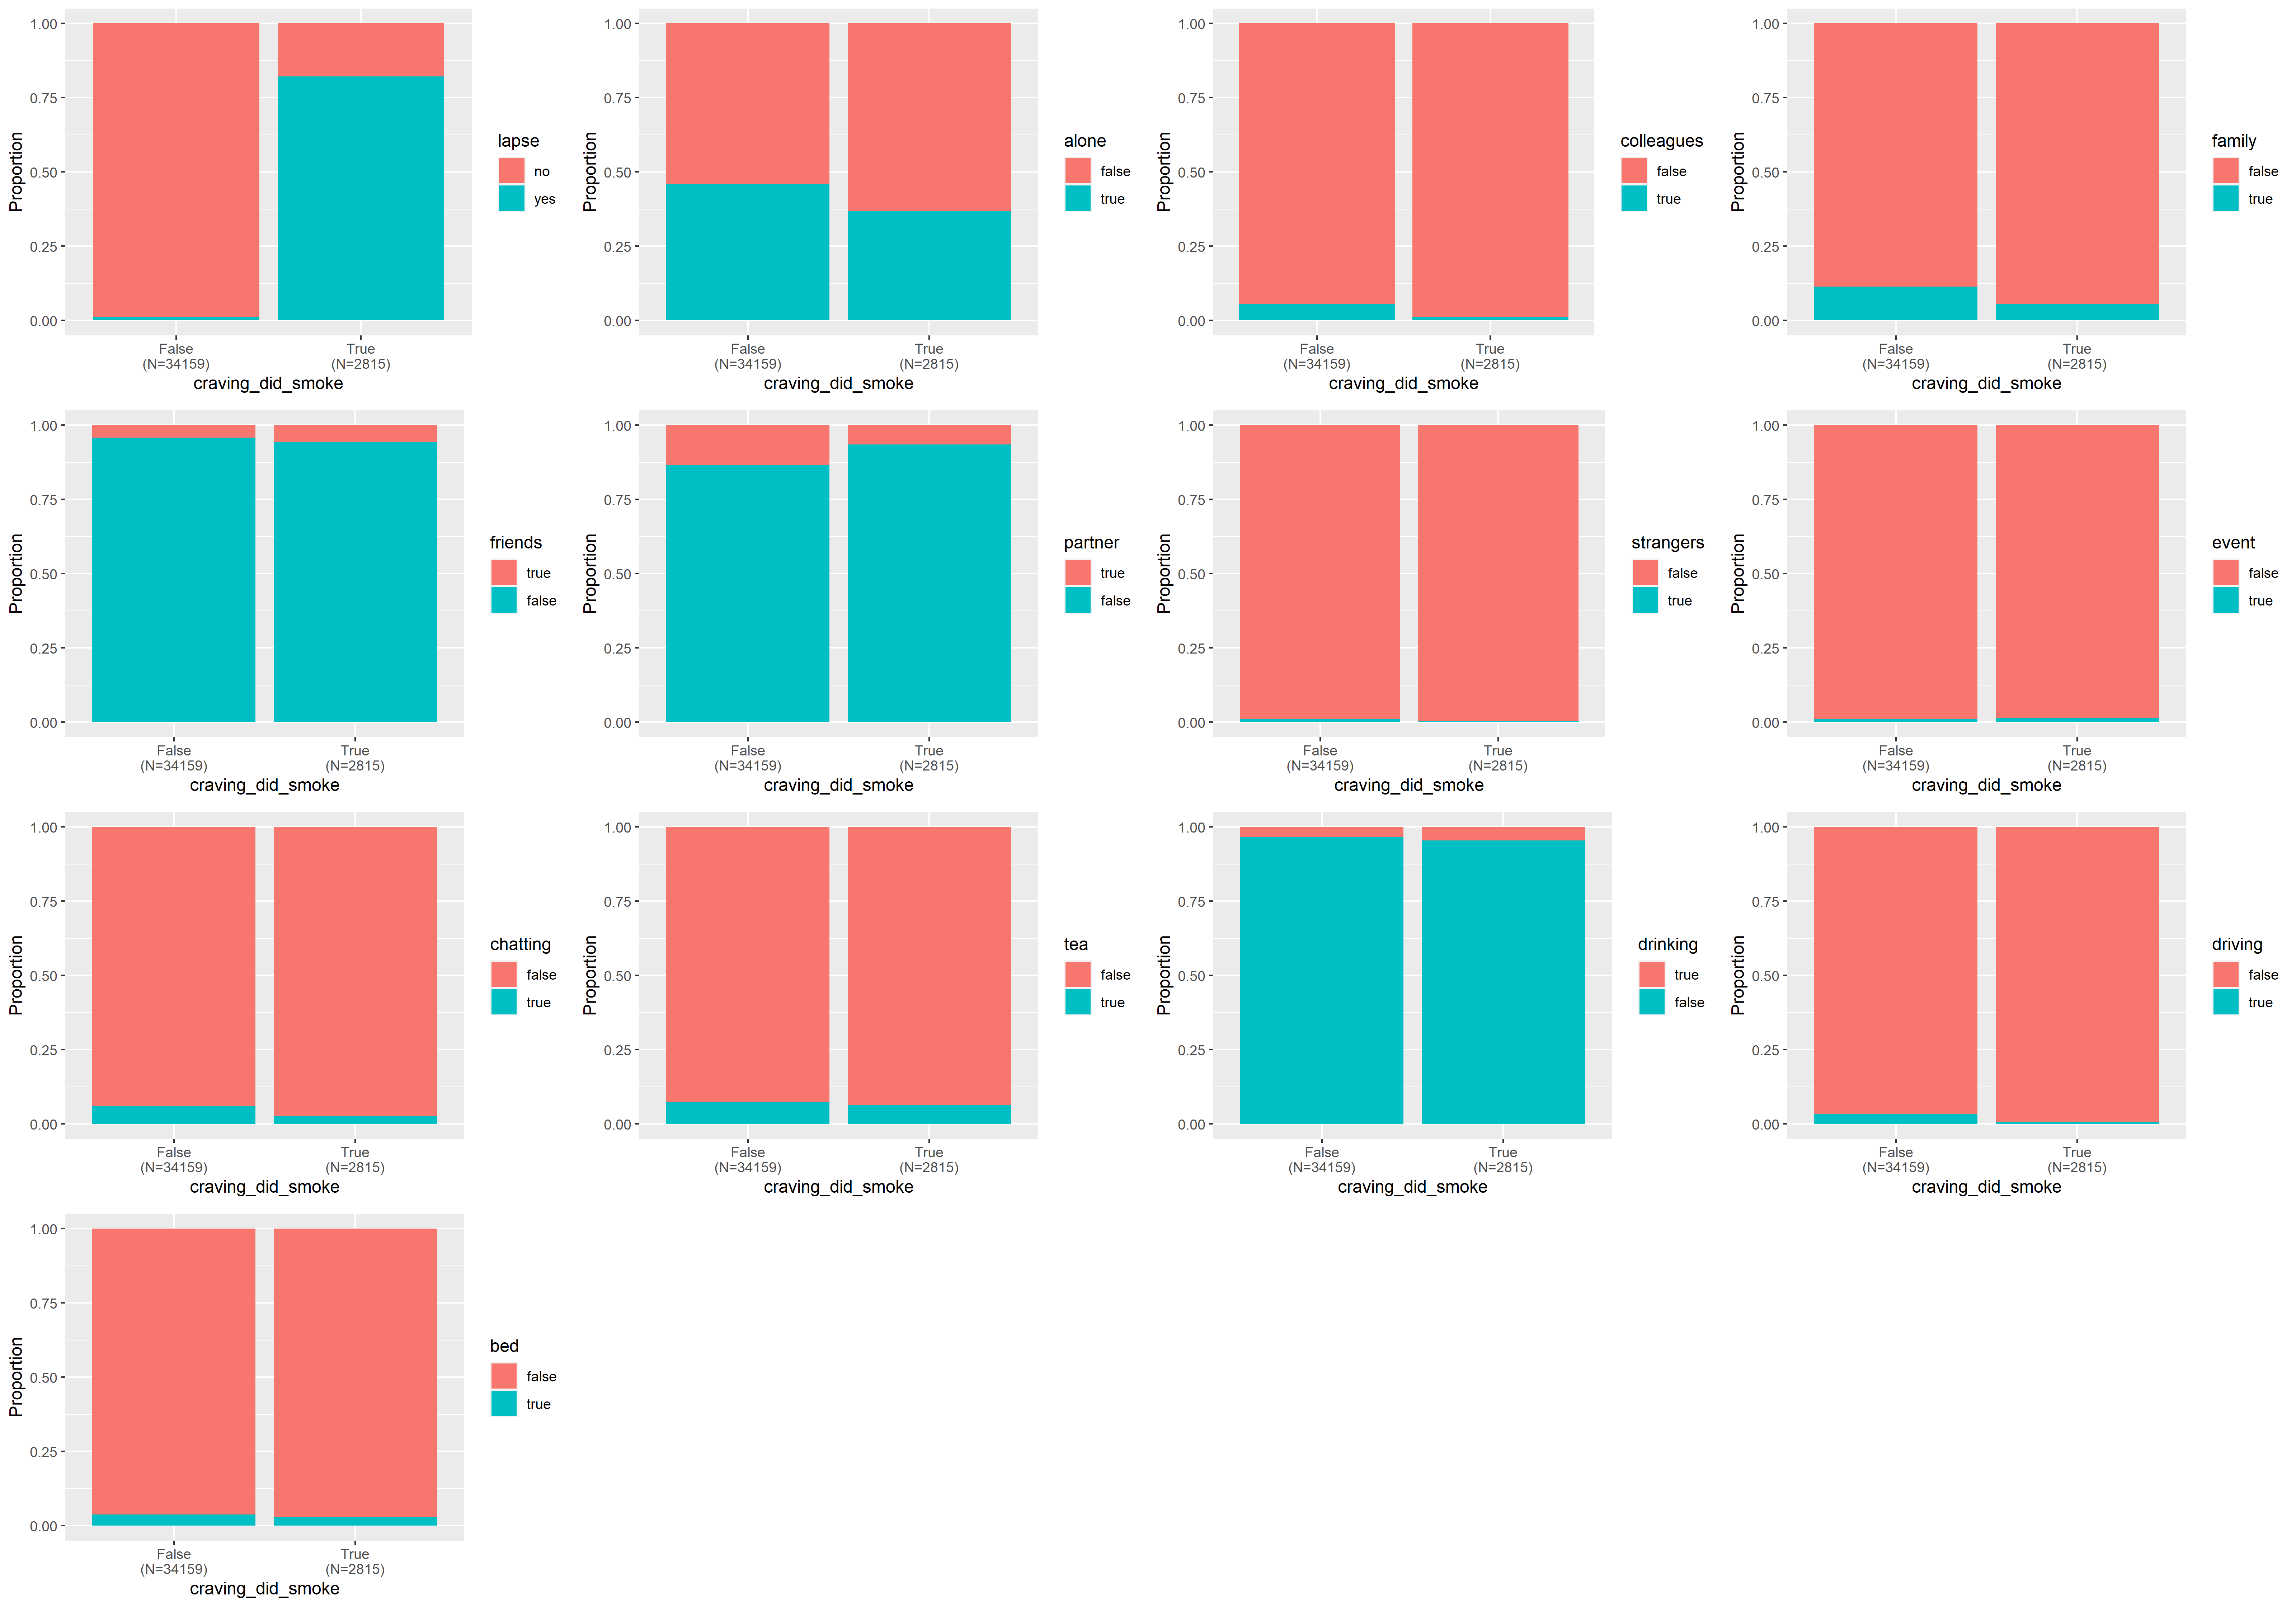 Proportion
1.00
0.75
0.50
0.25
0.00
False
(N=34159)
True
(N=2815)
craving_did_smoke
lapse
no
yes
Proportion
1.00
0.75
0.50
0.25
0.00
False
(N=34159)
True
(N=2815)
craving_did_smoke
alone
false
true
Proportion
1.00
0.75
0.50
0.25
0.00
False
(N=34159)
True
(N=2815)
craving_did_smoke
colleagues
false
true
Proportion
1.00
0.75
0.50
0.25
0.00
False
(N=34159)
True
(N=2815)
craving_did_smoke
family
false
true
Proportion
1.00
0.75
0.50
0.25
0.00
False
(N=34159)
True
(N=2815)
craving_did_smoke
friends
true
false
Proportion
1.00
0.75
0.50
0.25
0.00
False
(N=34159)
True
(N=2815)
craving_did_smoke
partner
true
false
Proportion
1.00
0.75
0.50
0.25
0.00
False
(N=34159)
True
(N=2815)
craving_did_smoke
strangers
false
true
Proportion
1.00
0.75
0.50
0.25
0.00
False
(N=34159)
True
(N=2815)
craving_did_smoke
event
false
true
Proportion
1.00
0.75
0.50
0.25
0.00
False
(N=34159)
True
(N=2815)
craving_did_smoke
chatting
false
true
Proportion
1.00
0.75
0.50
0.25
0.00
False
(N=34159)
True
(N=2815)
craving_did_smoke
tea
false
true
Proportion
1.00
0.75
0.50
0.25
0.00
False
(N=34159)
True
(N=2815)
craving_did_smoke
drinking
true
false
Proportion
1.00
0.75
0.50
0.25
0.00
False
(N=34159)
True
(N=2815)
craving_did_smoke
driving
false
true
Proportion
1.00
0.75
0.50
0.25
0.00
False
(N=34159)
True
(N=2815)
craving_did_smoke
bed
false
true